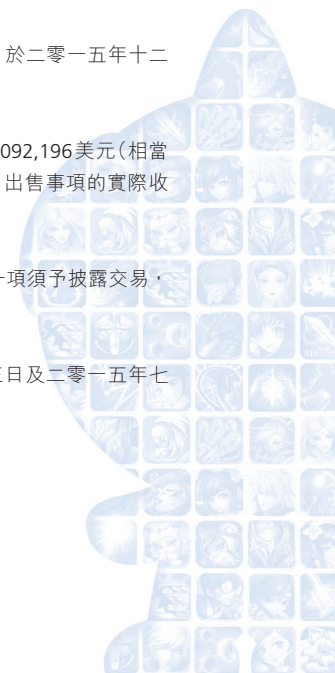 於二零一五年十二
092,196美元(相當
出售事項的實際收
項須予披露交易，
日及二零一五年七